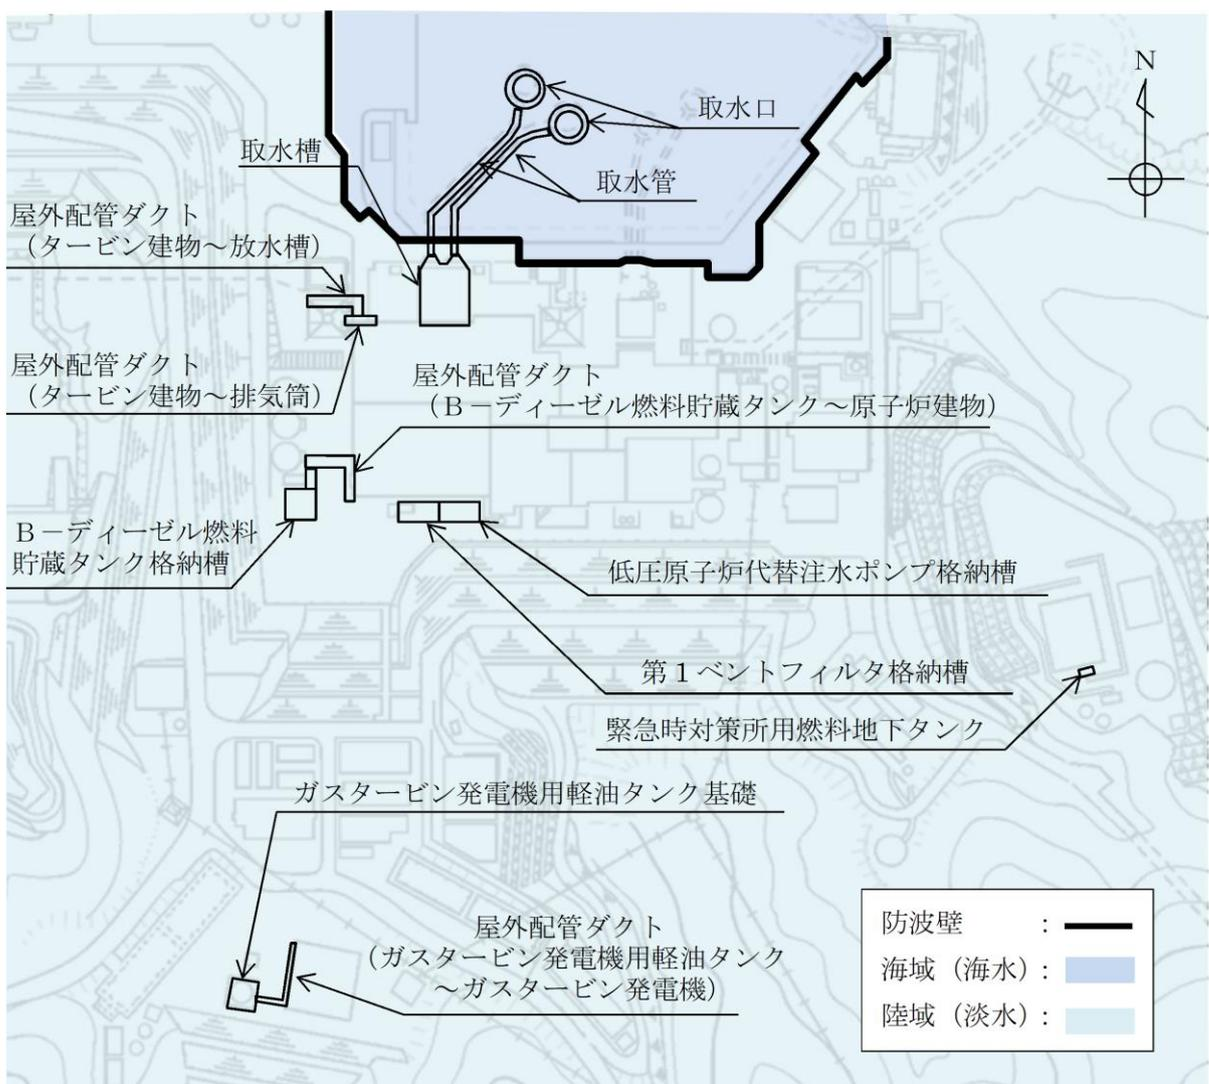 N
取水口
取水槽
取水管
屋外配管ダクト
（タービン建物～放水槽）
屋外配管ダクト
（タービン建物～排気筒）
屋外配管ダクト
（Ｂ－ディーゼル燃料貯蔵タンク～原子炉建物）
Ｂ－ディーゼル燃料
貯蔵タンク格納槽
低圧原子炉代替注水ポンプ格納槽
第１ベントフィルタ格納槽
緊急時対策所用燃料地下タンク
ガスタービン発電機用軽油タンク基礎
屋外配管ダクト
（ガスタービン発電機用軽油タンク
～ガスタービン発電機）
防波壁　　　：
海域（海水）：
陸域（淡水）：